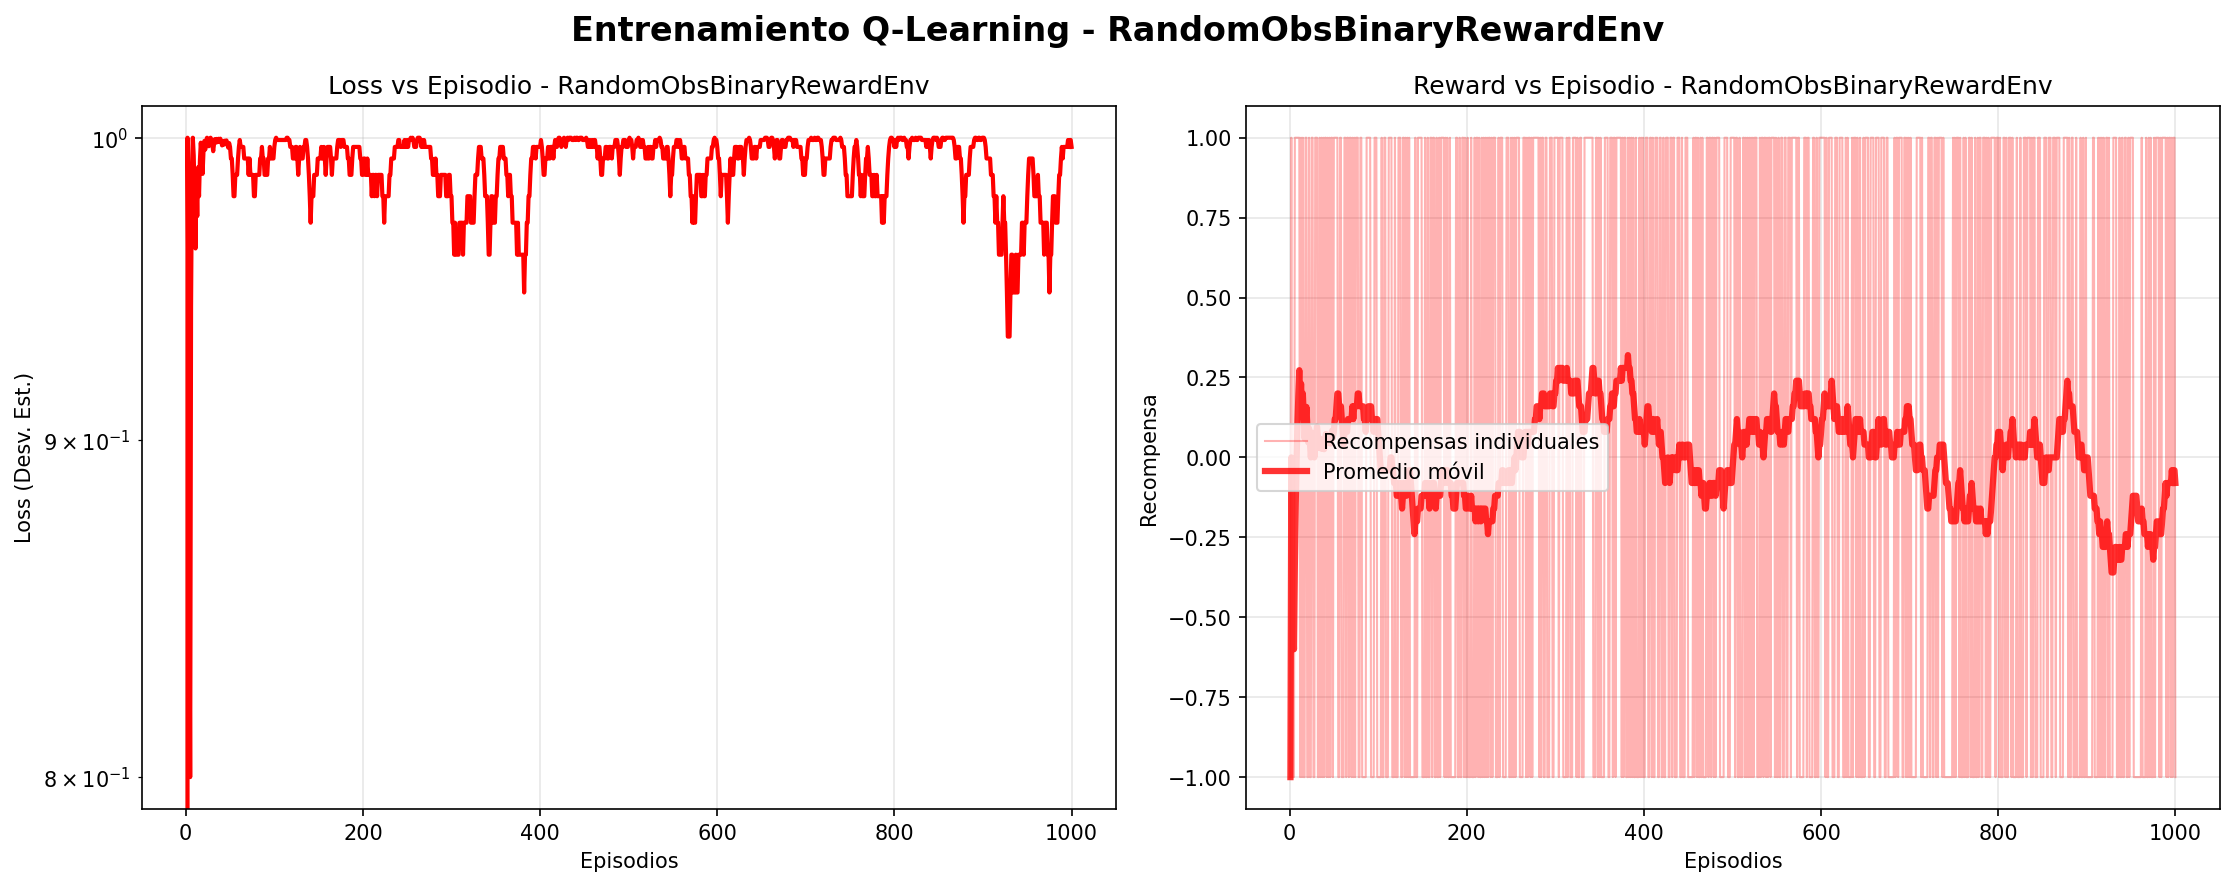 Entrenamiento Q-Learning - RandomObsBinaryRewardEnv
Loss vs Episodio - RandomObsBinaryRewardEnv
Loss (Desv. Est.)
10⁰
9 × 10⁻¹
8 × 10⁻¹
0 200 400 600 800 1000
Episodios
Reward vs Episodio - RandomObsBinaryRewardEnv
Recompensa
1.00
0.75
0.50
0.25
0.00
−0.25
−0.50
−0.75
−1.00
Recompensas individuales
Promedio móvil
0 200 400 600 800 1000
Episodios